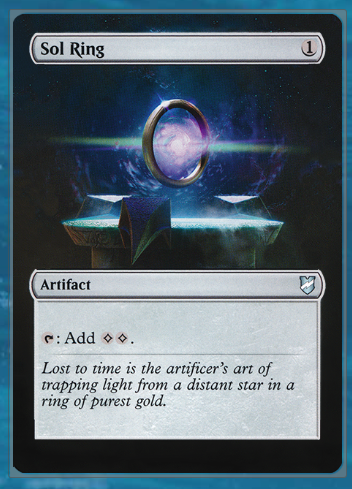 Sol Ring 1
Artifact
: Add .
Lost to time is the artificer's art of
trapping light from a distant star in a
ring of purest gold.